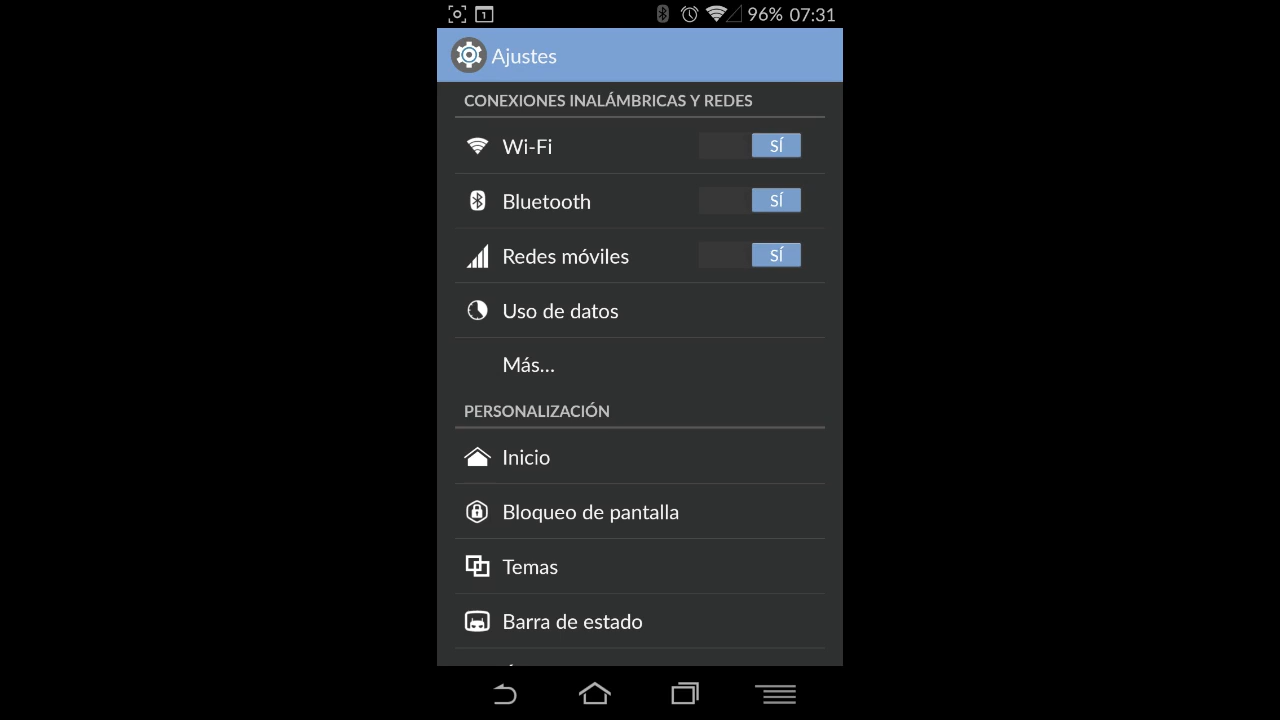 1 96% 07:31
Ajustes
CONEXIONES INALÁMBRICAS Y REDES
Wi-Fi SÍ
Bluetooth SÍ
Redes móviles SÍ
Uso de datos
Más...
PERSONALIZACIÓN
Inicio
Bloqueo de pantalla
Temas
Barra de estado